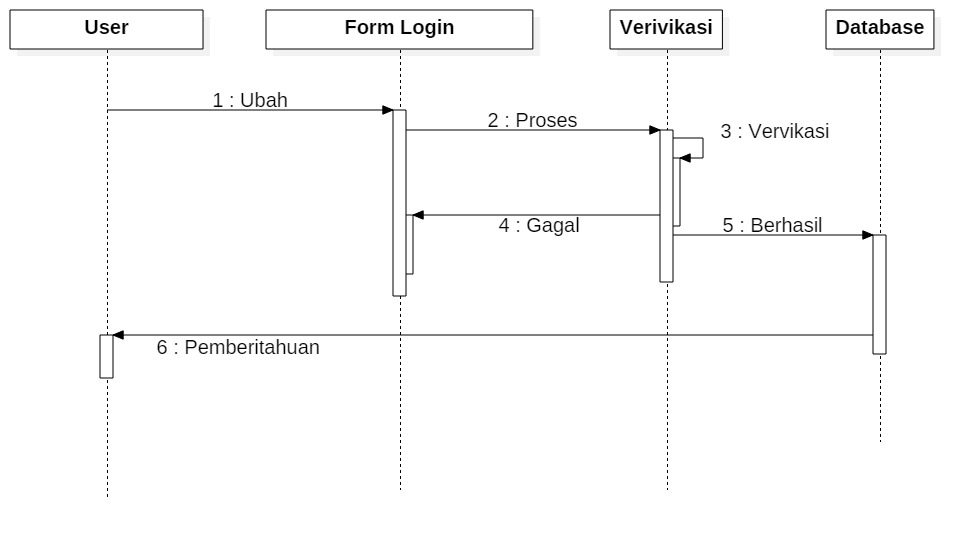 User
Form Login
Verivikasi
Database
1 : Ubah
2 : Proses
3 : Vervikasi
4 : Gagal
5 : Berhasil
6 : Pemberitahuan